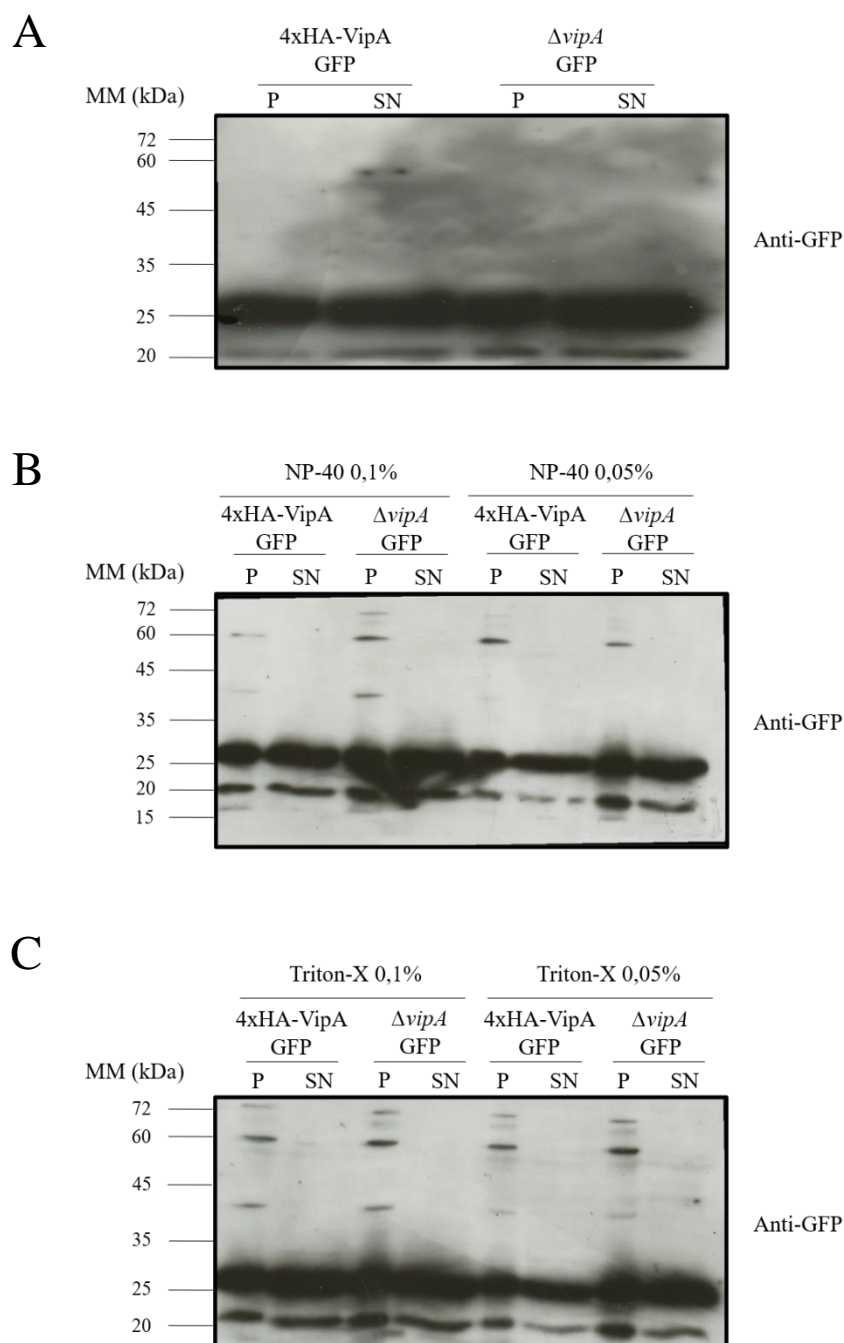 A
4xHA-VipA ΔvipA
GFP GFP
MM (kDa) P SN P SN
72
60
45
35
25
20
Anti-GFP
B
NP-40 0,1% NP-40 0,05%
4xHA-VipA ΔvipA 4xHA-VipA ΔvipA
GFP GFP GFP GFP
MM (kDa) P SN P SN P SN P SN
72
60
45
35
25
20
15
Anti-GFP
C
Triton-X 0,1% Triton-X 0,05%
4xHA-VipA ΔvipA 4xHA-VipA ΔvipA
GFP GFP GFP GFP
MM (kDa) P SN P SN P SN P SN
72
60
45
35
25
20
Anti-GFP